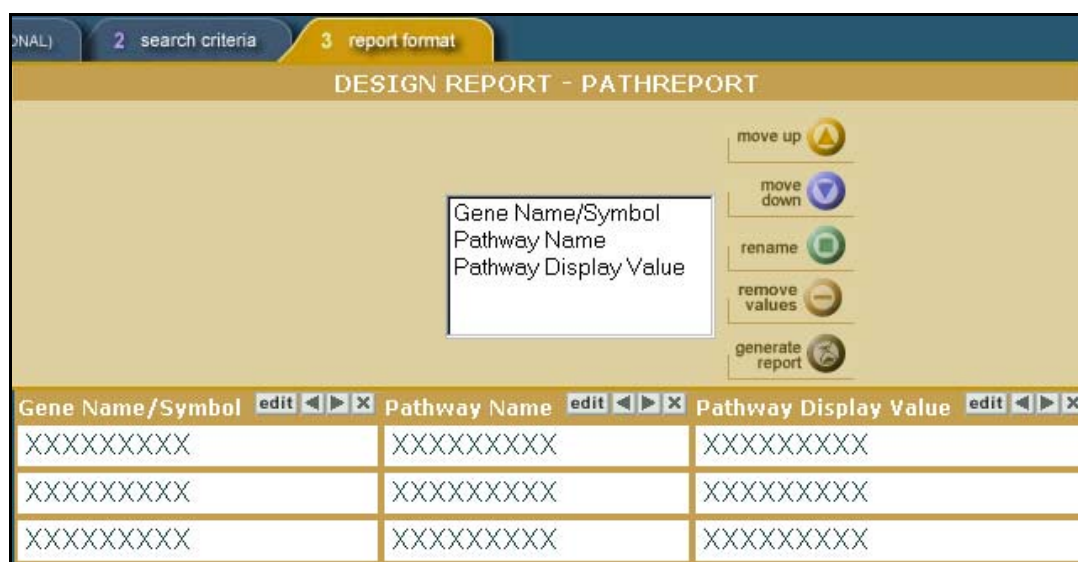 ONAL) 2 search criteria 3 report format
DESIGN REPORT - PATHREPORT
move up
move
down
Gene Name/Symbol
Pathway Name
Pathway Display Value
rename
remove
values
generate
report
Gene Name/Symbol edit X Pathway Name edit X Pathway Display Value edit X
XXXXXXXXX XXXXXXXXX XXXXXXXXX
XXXXXXXXX XXXXXXXXX XXXXXXXXX
XXXXXXXXX XXXXXXXXX XXXXXXXXX